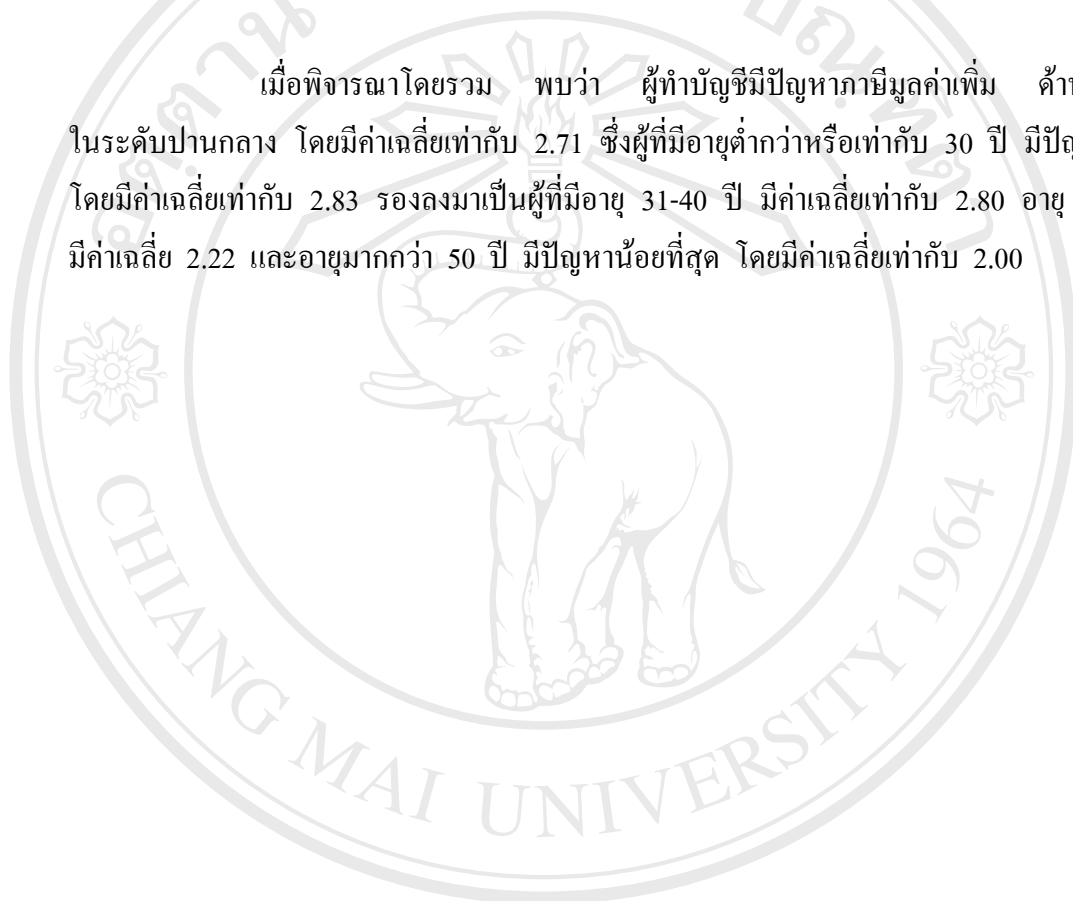 เมื่อพิจารณาโดยรวม พบว่า ผู้ทำบัญชีมีปัญหาภาษีมูลค่าเพิ่ม
ในระดับปานกลาง โดยมีค่าเฉลี่ยเท่ากับ 2.71 ซึ่งผู้ที่มีอายุต่ำกว่าหรือเท่ากับ 30 ปี
โดยมีค่าเฉลี่ยเท่ากับ 2.83 รองลงมาเป็นผู้ที่มีอายุ 31-40 ปี มีค่าเฉลี่ยเท่ากับ 2.80 อายุ
มีค่าเฉลี่ย 2.22 และอายุมากกว่า 50 ปี มีปัญหาน้อยที่สุด โดยมีค่าเฉลี่ยเท่ากับ 2.00
CHIANG MAI UNIVERSITY 1964